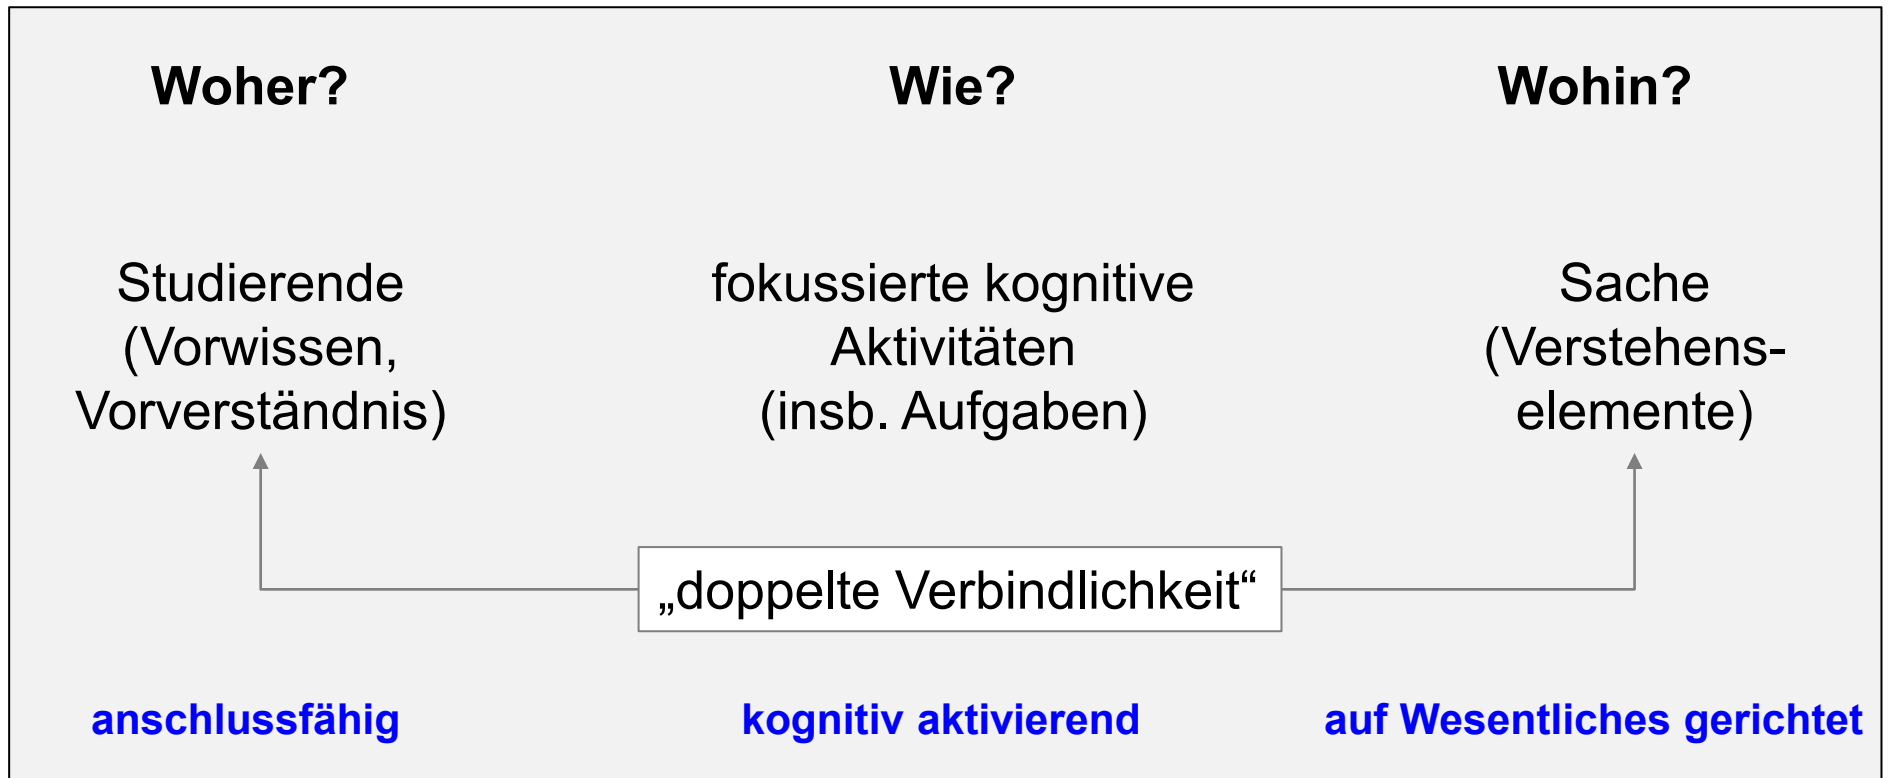 Woher?
Wie?
Wohin?
Studierende
(Vorwissen,
Vorverständnis)
fokussierte kognitive
Aktivitäten
(insb. Aufgaben)
Sache
(Verstehens-
elemente)
„doppelte Verbindlichkeit“
anschlussfähig
kognitiv aktivierend
auf Wesentliches gerichtet